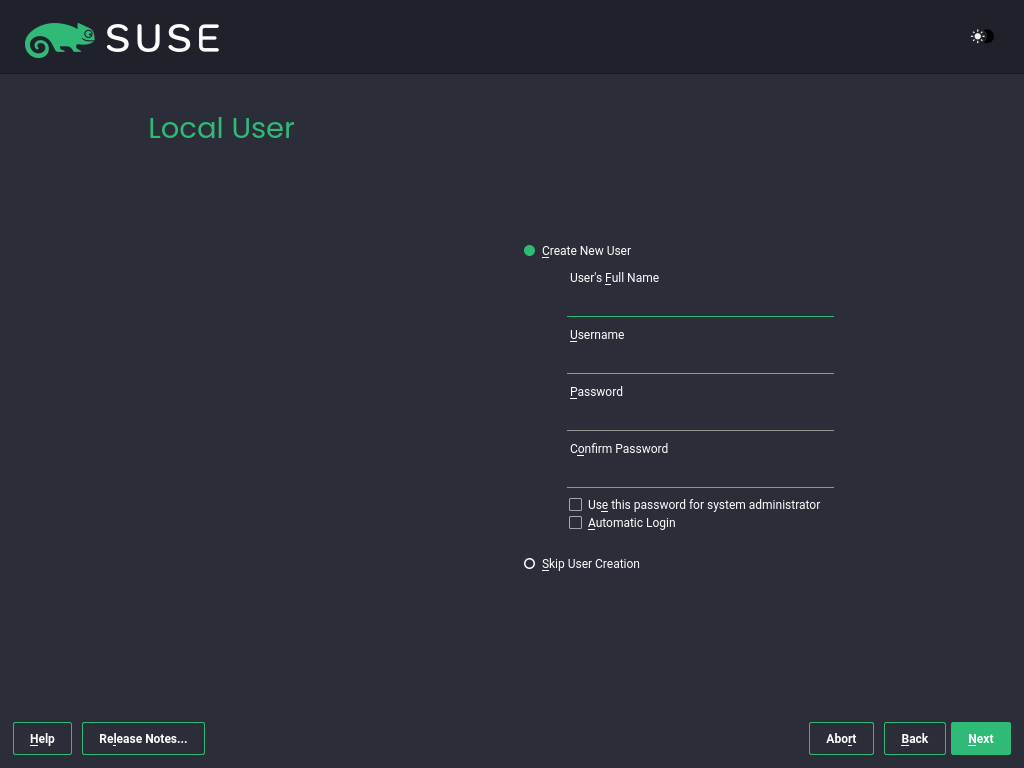 SUSE
Local User
Create New User
User's Full Name
Username
Password
Confirm Password
Use this password for system administrator
Automatic Login
Skip User Creation
Help Release Notes... Abort Back Next